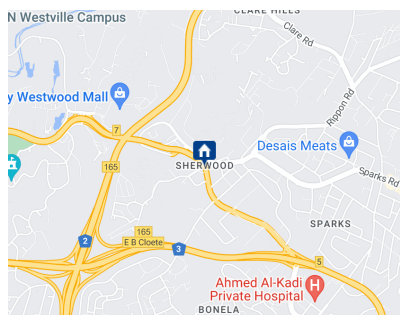 CLARE HILLS
N Westville Campus
Clare Rd
y Westwood Mall
Rippon Rd
7
Desais Meats
SHERWOOD
165
Sparks Rd
SPARKS
165
2
E B Cloete
3
5
Ahmed Al-Kadi
Private Hospital
H
BONELA